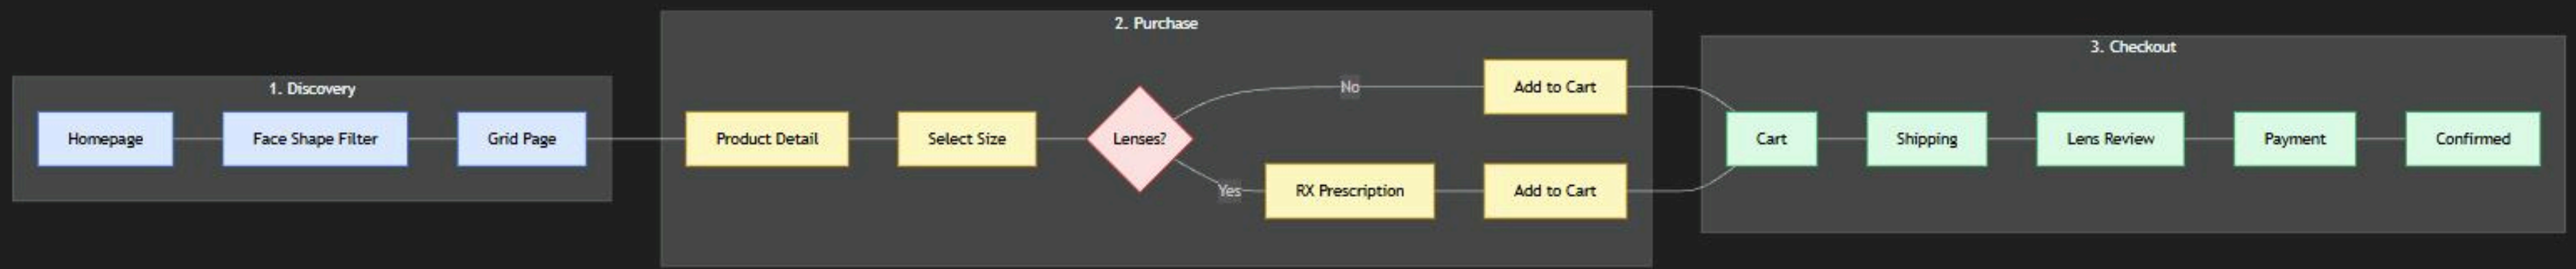 1. Discovery
Homepage
Face Shape Filter
Grid Page
2. Purchase
Product Detail
Select Size
Lenses?
No
Add to Cart
Yes
RX Prescription
Add to Cart
3. Checkout
Cart
Shipping
Lens Review
Payment
Confirmed